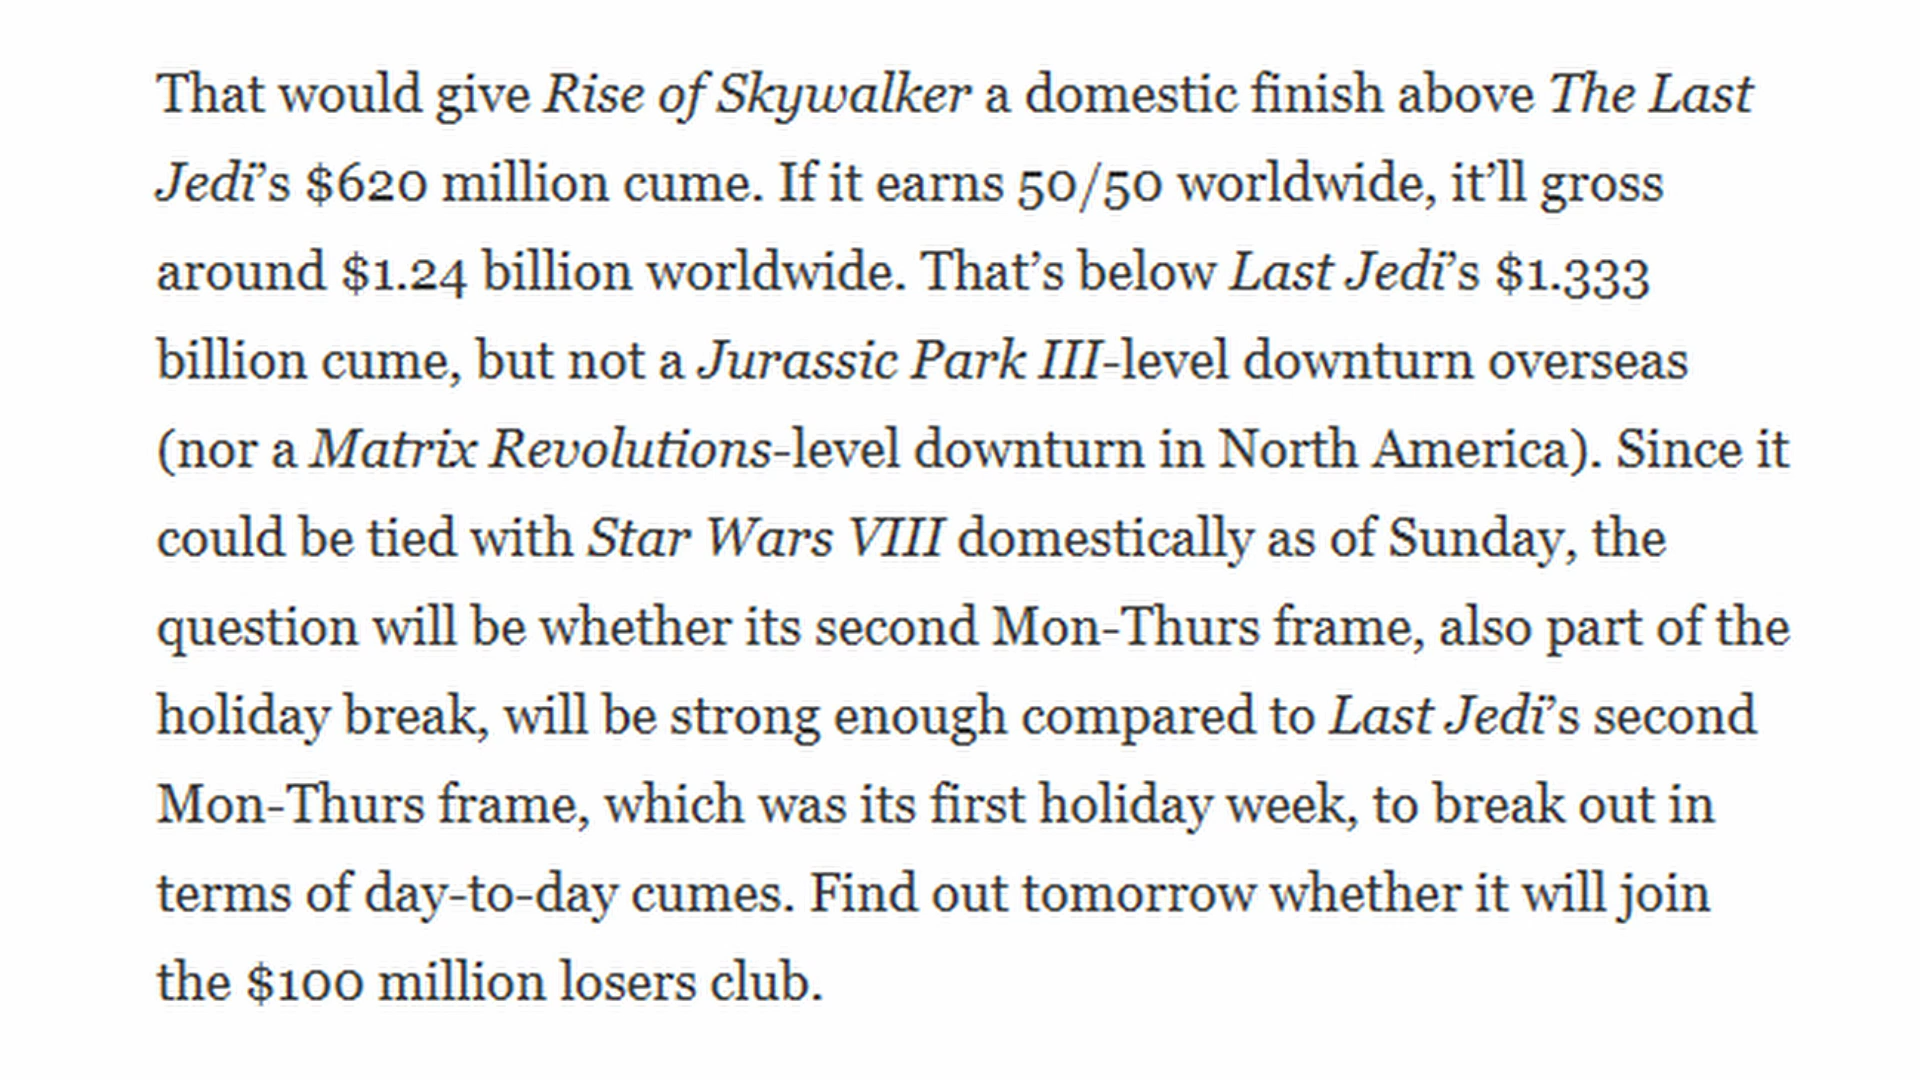 That would give Rise of Skywalker a domestic finish above The Last
Jedi’s $620 million cume. If it earns 50/50 worldwide, it’ll gross
around $1.24 billion worldwide. That’s below Last Jedi’s $1.333
billion cume, but not a Jurassic Park III-level downturn overseas
(nor a Matrix Revolutions-level downturn in North America). Since it
could be tied with Star Wars VIII domestically as of Sunday, the
question will be whether its second Mon-Thurs frame, also part of the
holiday break, will be strong enough compared to Last Jedi’s second
Mon-Thurs frame, which was its first holiday week, to break out in
terms of day-to-day cumes. Find out tomorrow whether it will join
the $100 million losers club.